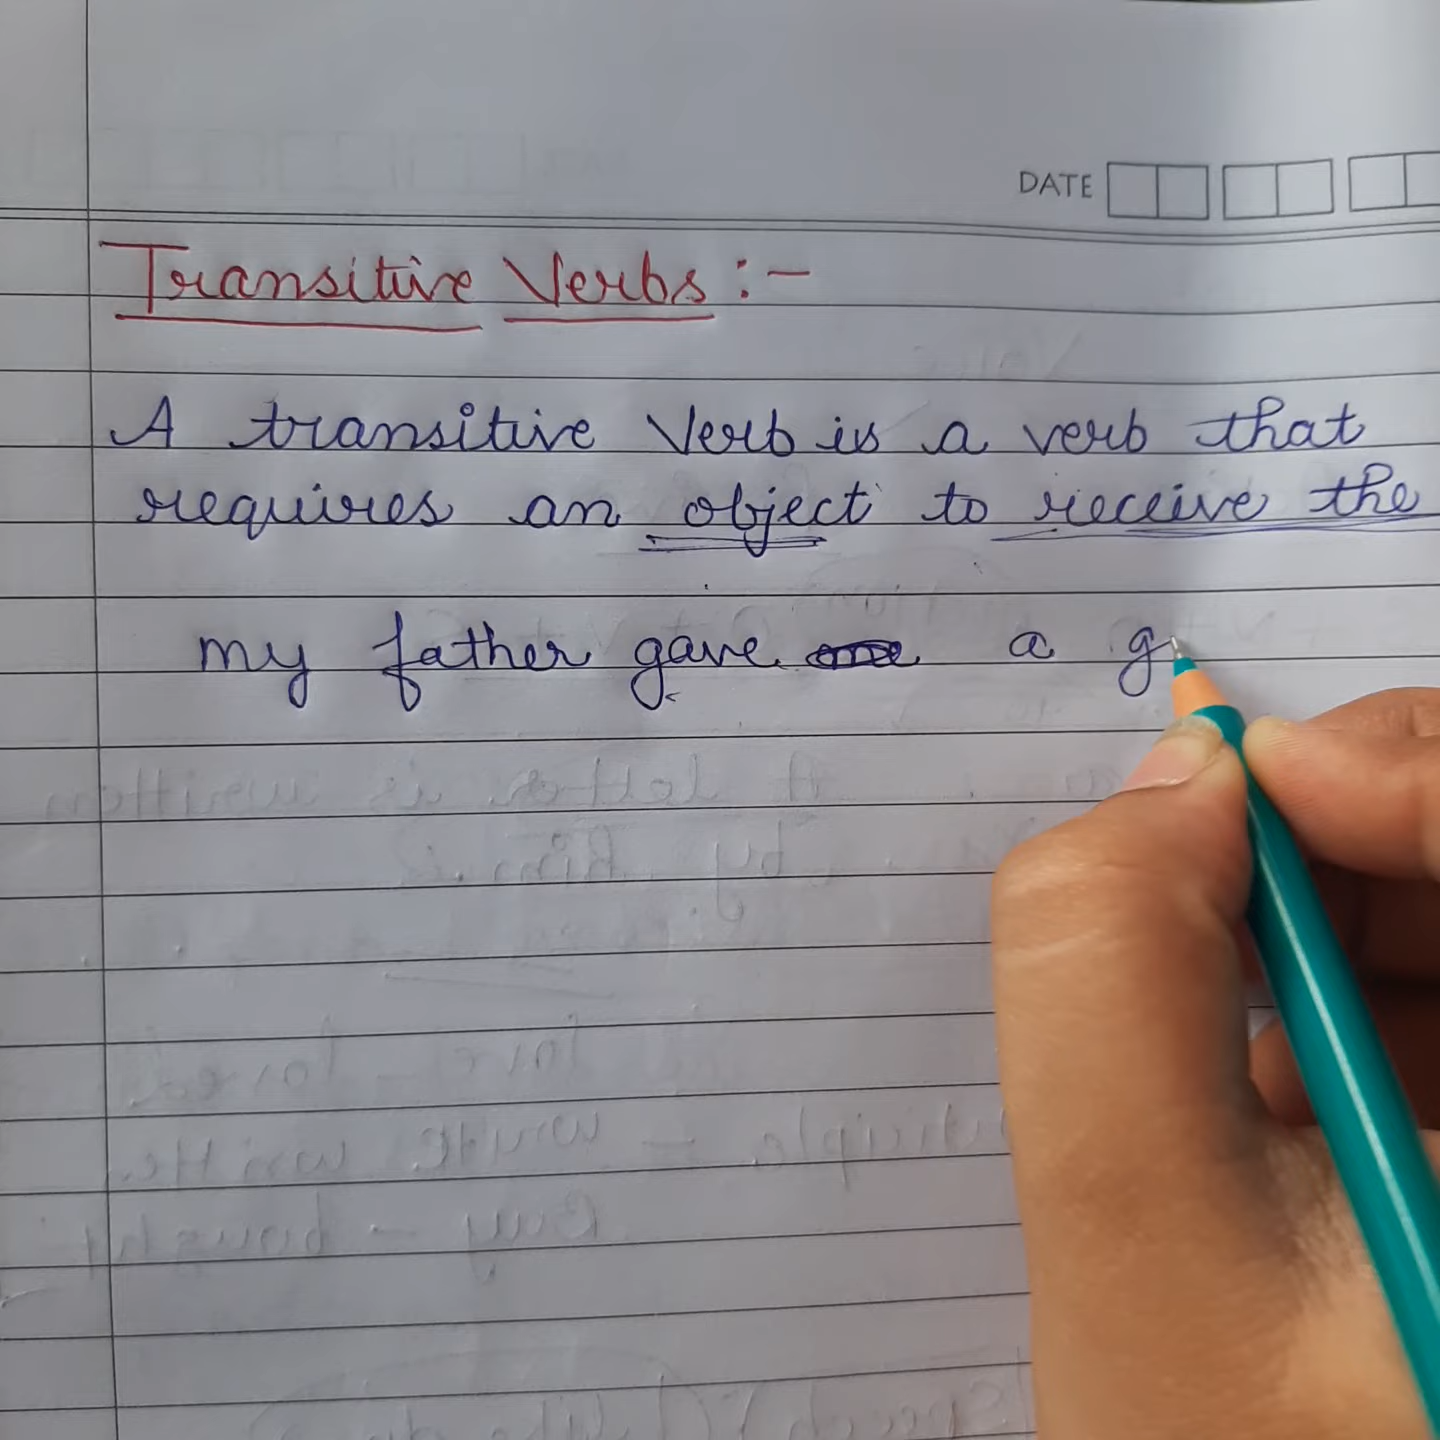 DATE
Transitive Verbs :-
A transitive Verb is a verb that
requires an object to receive the
my father gave a g